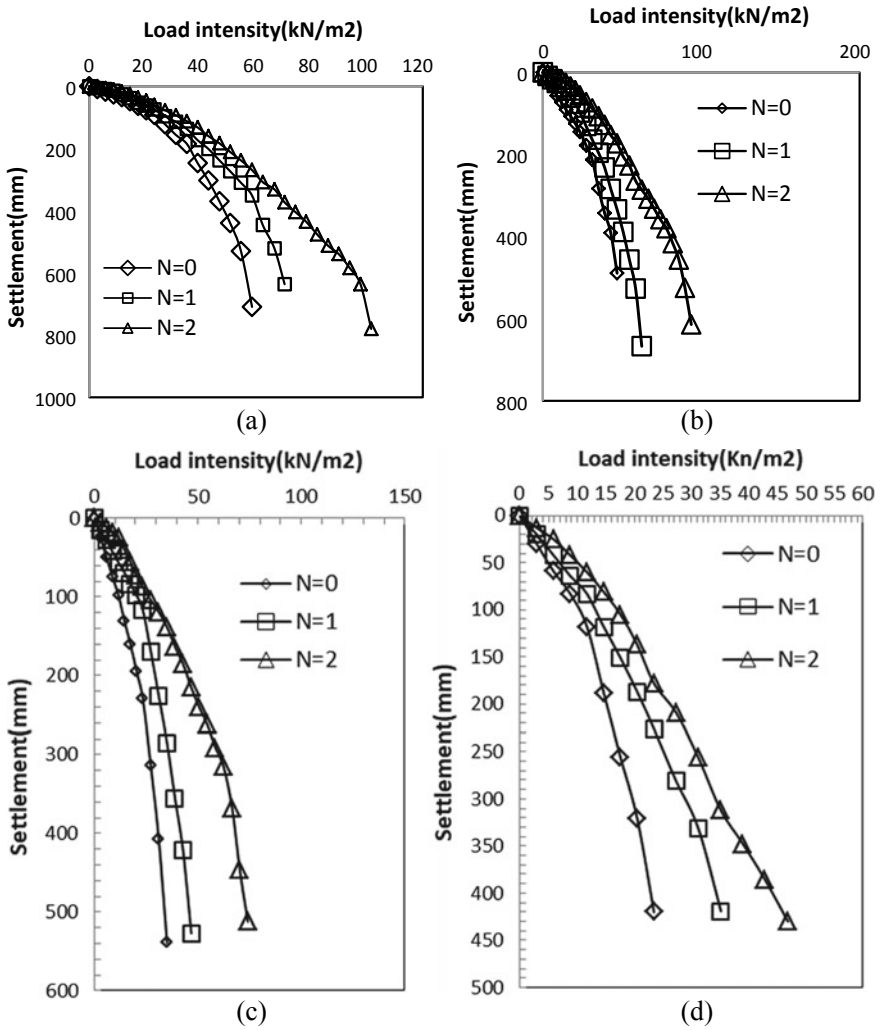 Load intensity(kN/m2)
0 20 40 60 80 100 120
0
200
400
600
800
1000
Settlement(mm)
N=0
N=1
N=2
(a)
Load intensity(kN/m2)
0 100 200
0
200
400
600
800
Settlement(mm)
N=0
N=1
N=2
(b)
Load intensity(kN/m2)
0 50 100 150
0
100
200
300
400
500
600
Settlement(mm)
N=0
N=1
N=2
(c)
Load intensity(Kn/m2)
0 5 10 15 20 25 30 35 40 45 50 55 60
0
50
100
150
200
250
300
350
400
450
500
Settlement(mm)
N=0
N=1
N=2
(d)